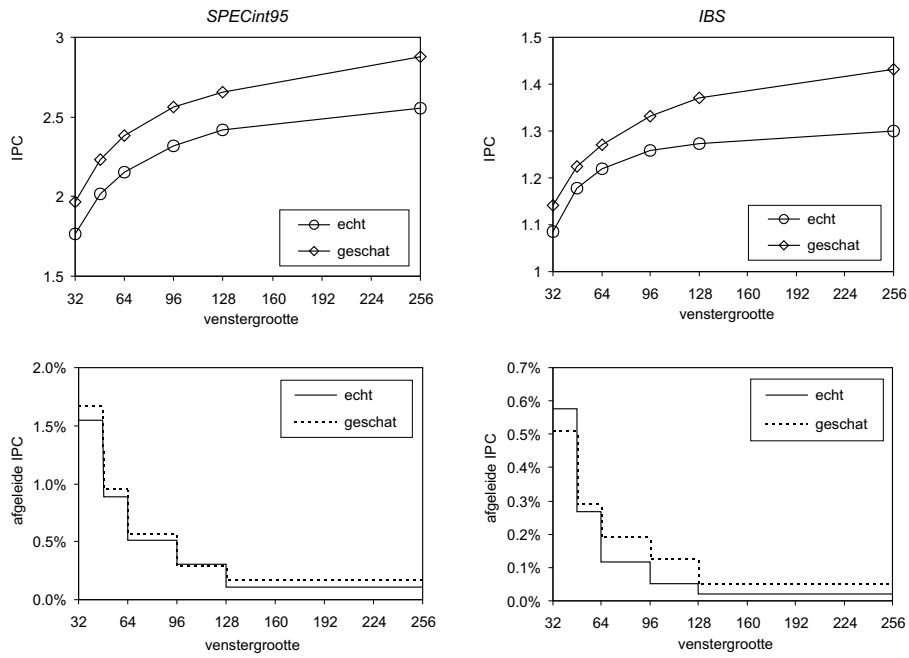 SPECint95
3
2.5
2
1.5
IPC
echt
geschat
32 64 96 128 160 192 224 256
venstergrootte
IBS
1.5
1.4
1.3
1.2
1.1
1
IPC
echt
geschat
32 64 96 128 160 192 224 256
venstergrootte
2.0%
1.5%
1.0%
0.5%
0.0%
afgeleide IPC
echt
geschat
32 64 96 128 160 192 224 256
venstergrootte
0.7%
0.6%
0.5%
0.4%
0.3%
0.2%
0.1%
0.0%
afgeleide IPC
echt
geschat
32 64 96 128 160 192 224 256
venstergrootte